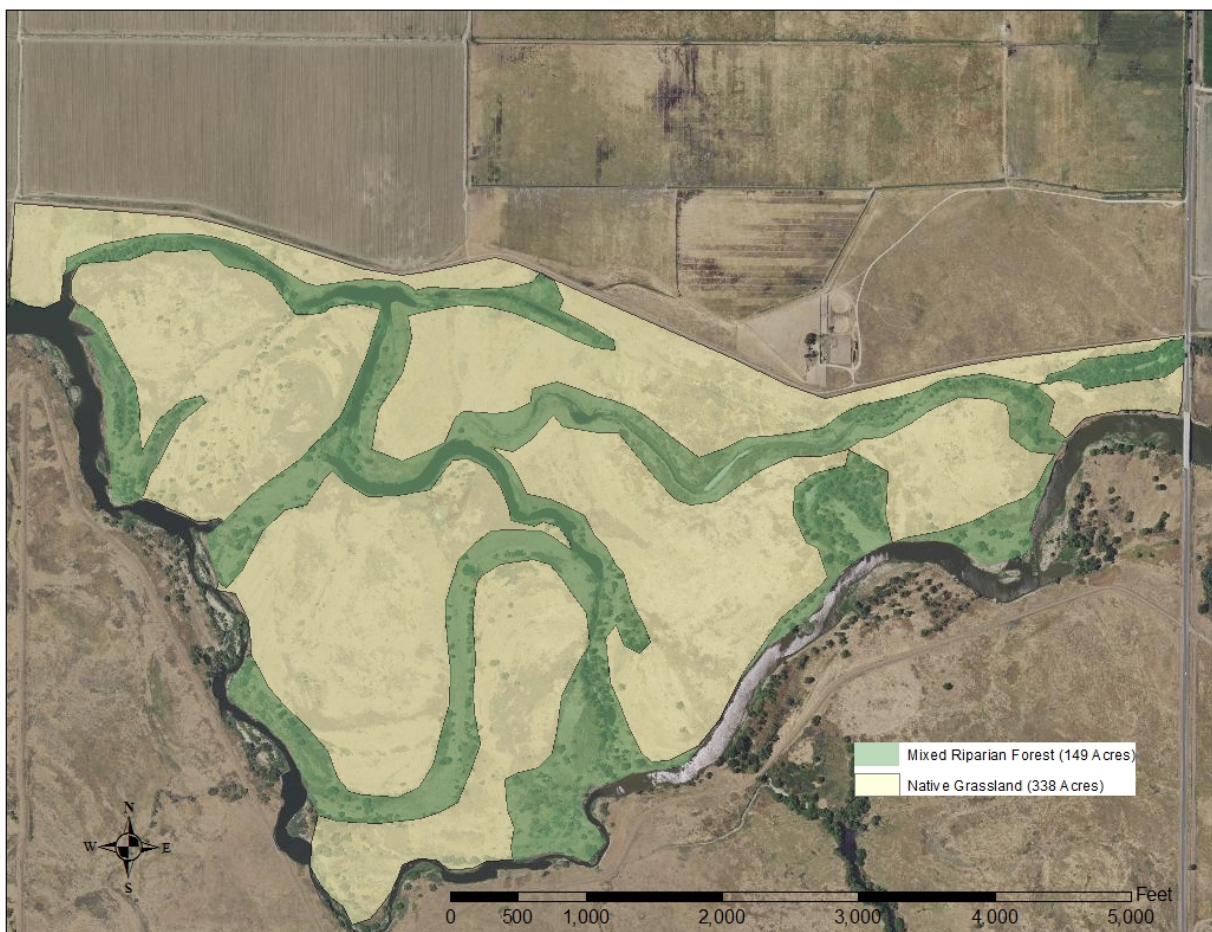 Mixed Riparian Forest (149 Acres)
Native Grassland (338 Acres)
N
W E
S
Feet
0 500 1,000 2,000 3,000 4,000 5,000